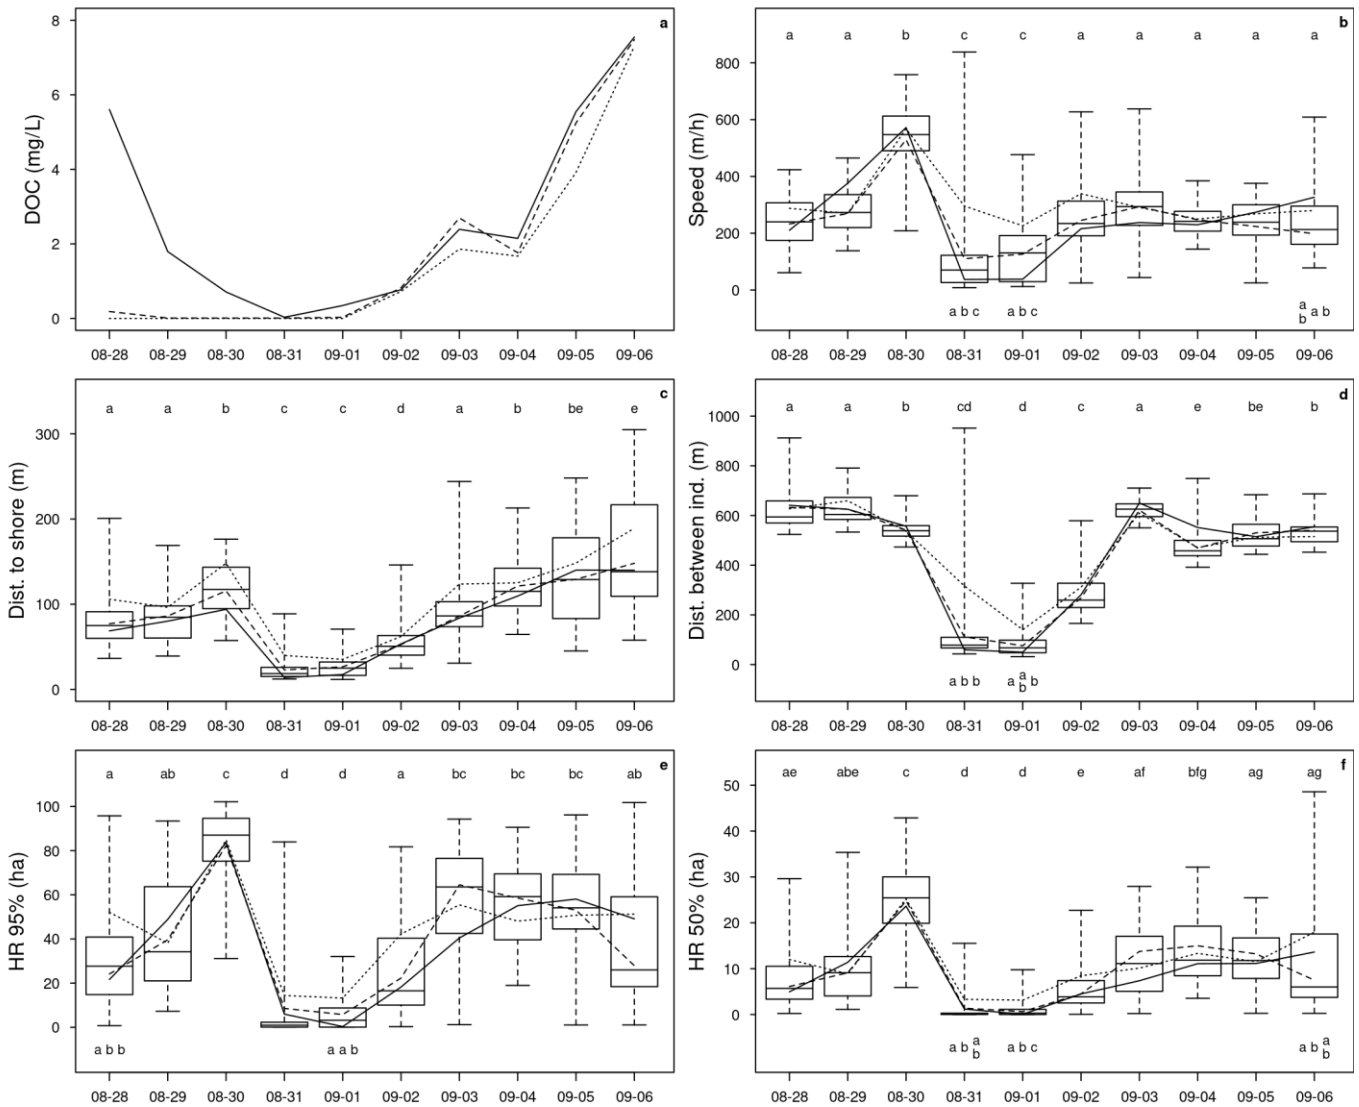 a
DOC (mg/L)
8
6
4
2
0
08-28 08-29 08-30 08-31 09-01 09-02 09-03 09-04 09-05 09-06
b
a a b c c a a a a a
Speed (m/h)
800
600
400
200
0
a b c a b c a b a b
08-28 08-29 08-30 08-31 09-01 09-02 09-03 09-04 09-05 09-06
c
a a b c c d a b be e
Dist. to shore (m)
300
200
100
0
08-28 08-29 08-30 08-31 09-01 09-02 09-03 09-04 09-05 09-06
d
a a b cd d c a e be b
Dist. between ind. (m)
1000
800
600
400
200
0
a b b a a b b
08-28 08-29 08-30 08-31 09-01 09-02 09-03 09-04 09-05 09-06
e
a ab c d d a bc bc bc ab
HR 95% (ha)
100
80
60
40
20
0
a b b a a b
08-28 08-29 08-30 08-31 09-01 09-02 09-03 09-04 09-05 09-06
f
ae abe c d d e af bfg ag ag
HR 50% (ha)
50
40
30
20
10
0
a b a b a b c a b a b
08-28 08-29 08-30 08-31 09-01 09-02 09-03 09-04 09-05 09-06